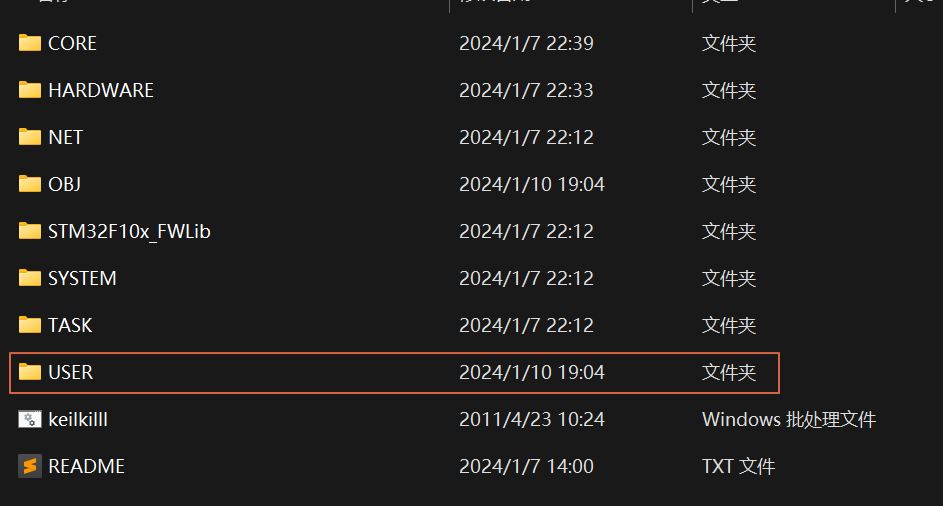 CORE 2024/1/7 22:39 文件夹
HARDWARE 2024/1/7 22:33 文件夹
NET 2024/1/7 22:12 文件夹
OBJ 2024/1/10 19:04 文件夹
STM32F10x_FWLib 2024/1/7 22:12 文件夹
SYSTEM 2024/1/7 22:12 文件夹
TASK 2024/1/7 22:12 文件夹
USER 2024/1/10 19:04 文件夹
keilkilll 2011/4/23 10:24 Windows 批处理文件
README 2024/1/7 14:00 TXT 文件